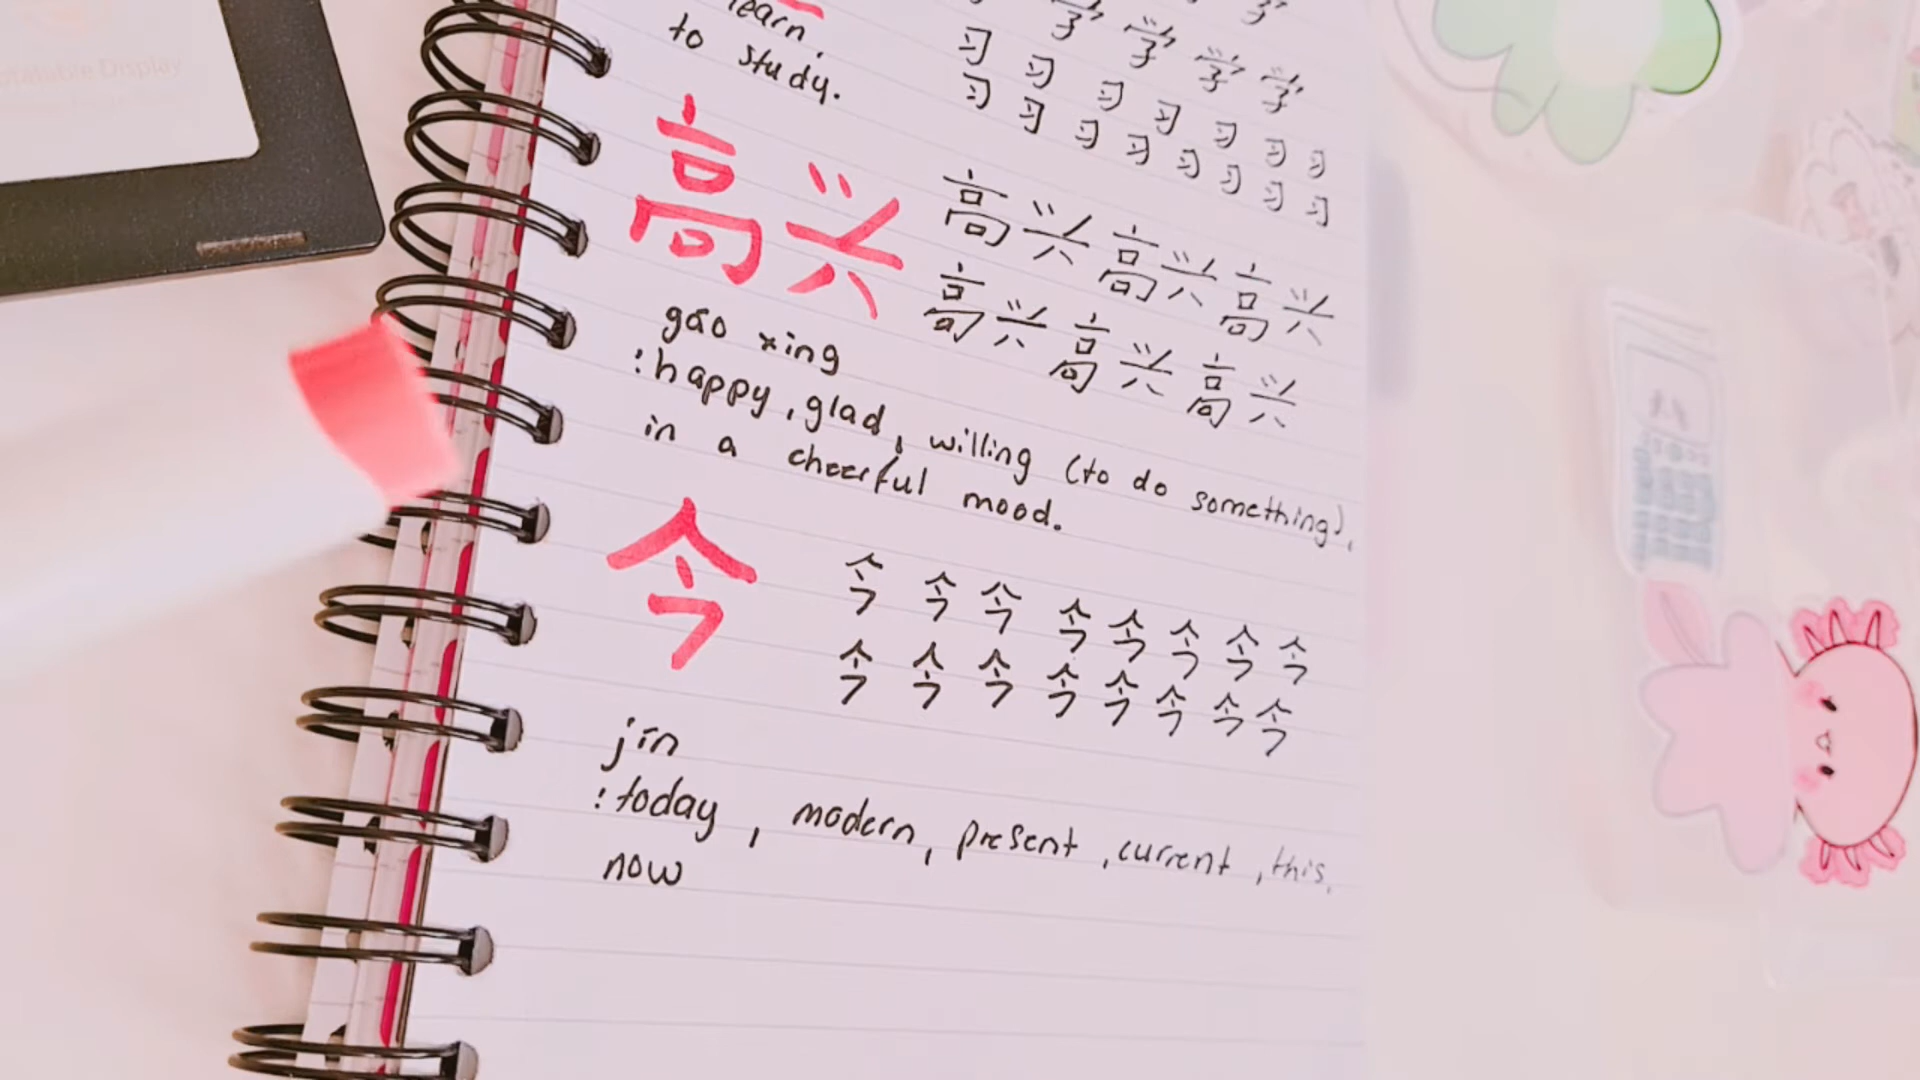 learn.
to study.
学 学 学 学
习 习 习 习 习 习 习
习 习 习 习 习 习 习 习
高兴
高兴高兴高兴
高兴高兴高兴
gāo xing
:happy, glad, willing (to do something),
in a cheerful mood.
今
今 今 今 今 今 今 今 今
今 今 今 今 今 今 今 今
jīn
:today, modern, present, current, this,
now